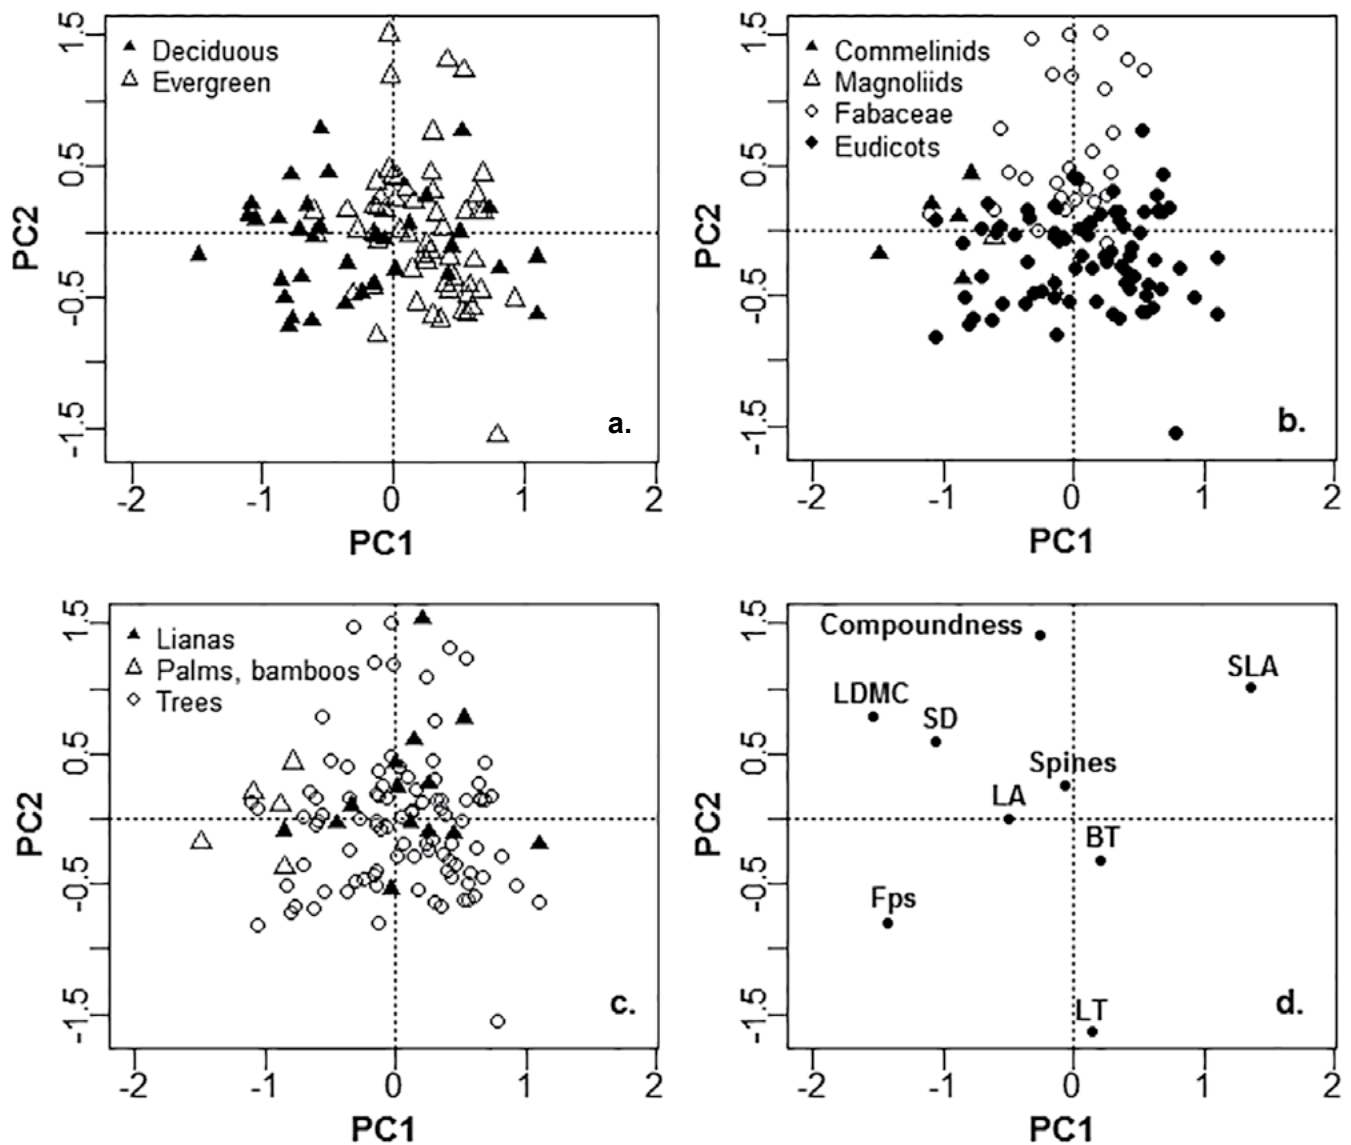 Deciduous
Evergreen
1.5
0.5
-0.5
-1.5
PC2
a.
-2
-1
0
1
2
PC1
Commelinids
Magnoliids
Fabaceae
Eudicots
1.5
0.5
-0.5
-1.5
PC2
b.
-2
-1
0
1
2
PC1
Lianas
Palms, bamboos
Trees
1.5
0.5
-0.5
-1.5
PC2
c.
-2
-1
0
1
2
PC1
Compoundness
SLA
LDMC
SD
Spines
LA
BT
Fps
LT
1.5
0.5
-0.5
-1.5
PC2
d.
-2
-1
0
1
2
PC1